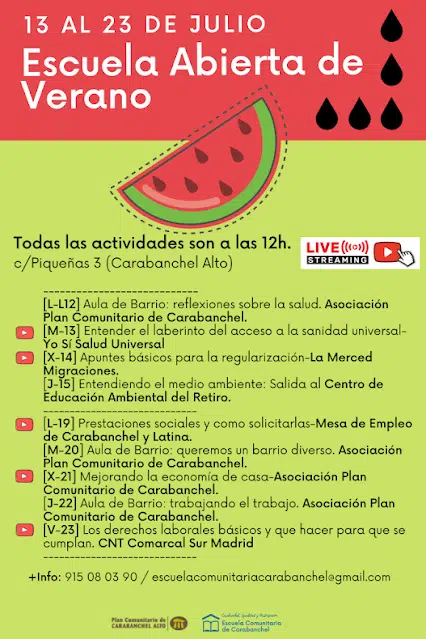 13 AL 23 DE JULIO
Escuela Abierta de
Verano
Todas las actividades son a las 12h.
c/Piqueñas 3 (Carabanchel Alto)
LIVE
STREAMING
----------------------------
[L-L12] Aula de Barrio: reflexiones sobre la salud. Asociación
Plan Comunitario de Carabanchel.
[M-13] Entender el laberinto del acceso a la sanidad universal-
Yo Sí Salud Universal
[X-14] Apuntes básicos para la regularización-La Merced
Migraciones.
[J-15] Entendiendo el medio ambiente: Salida al Centro de
Educación Ambiental del Retiro.
----------------------------
[L-19] Prestaciones sociales y como solicitarlas-Mesa de Empleo
de Carabanchel y Latina.
[M-20] Aula de Barrio: queremos un barrio diverso. Asociación
Plan Comunitario de Carabanchel.
[X-21] Mejorando la economía de casa-Asociación Plan
Comunitario de Carabanchel.
[J-22] Aula de Barrio: trabajando el trabajo. Asociación Plan
Comunitario de Carabanchel.
[V-23] Los derechos laborales básicos y que hacer para que se
cumplan. CNT Comarcal Sur Madrid
----------------------------
+Info: 915 08 03 90 / escuelacomunitariacarabanchel@gmail.com
Plan Comunitario de
CARABANCHEL ALTO
Escuela Comunitaria
de Carabanchel